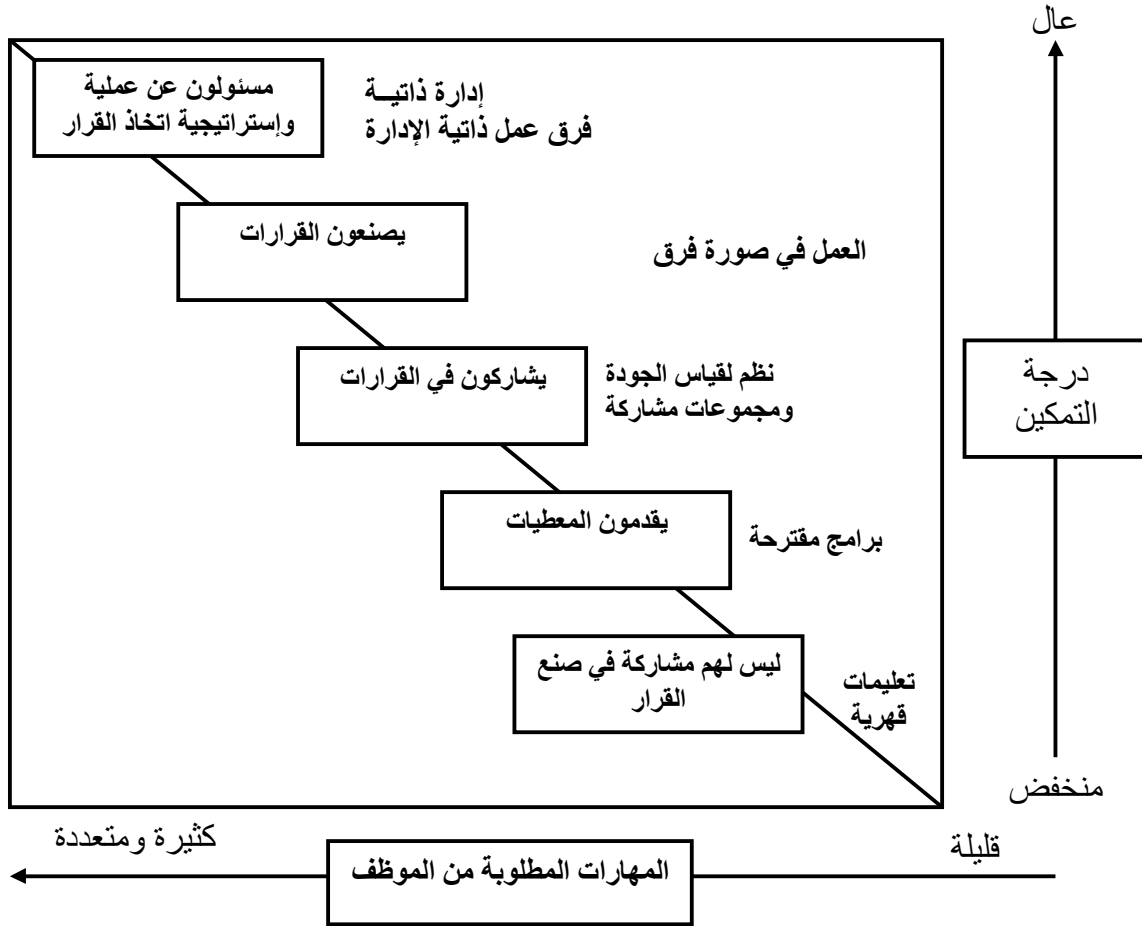 عال
مسئولون عن عملية
وإستراتيجية اتخاذ القرار
إدارة ذاتيــة
فرق عمل ذاتية الإدارة
يصنعون القرارات
العمل في صورة فرق
يشاركون في القرارات
نظم لقياس الجودة
ومجموعات مشاركة
درجة
التمكين
يقدمون المعطيات
برامج مقترحة
ليس لهم مشاركة في صنع
القرار
تعليمات
قهرية
منخفض
قليلة
كثيرة ومتعددة
المهارات المطلوبة من الموظف